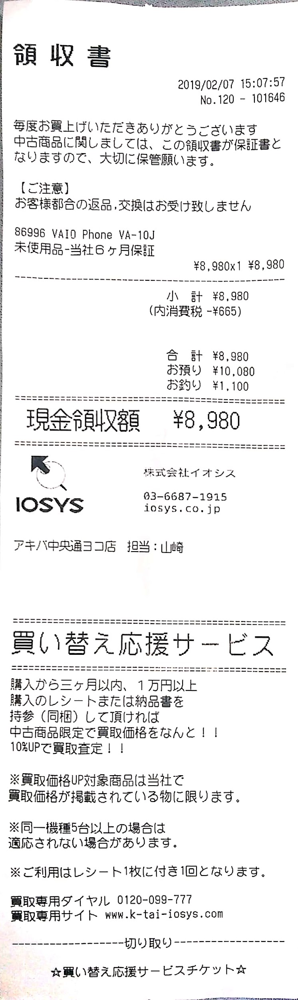 領収書
2019/02/07 15:07:57
No.120 - 101646
毎度お買上げいただきありがとうございます
中古商品に関しましては、この領収書が保証書と
なりますので、大切に保管願います。
【ご注意】
お客様都合の返品,交換はお受け致しません
86996 VAIO Phone VA-10J
未使用品-当社6ヶ月保証
¥8,980x1 ¥8,980
小 計 ¥8,980
(内消費税 -¥665)
合 計 ¥8,980
お預り ¥10,080
お釣り ¥1,100
現金領収額 ¥8,980
IOSYS
株式会社イオシス
03-6687-1915
iosys.co.jp
アキバ中央通ヨコ店 担当:山崎
買い替え応援サービス
購入から三ヶ月以内、1万円以上
購入のレシートまたは納品書を
持参(同梱)して頂ければ
中古商品限定で買取価格をなんと!!
10%UPで買取査定!!
※買取価格UP対象商品は当社で
買取価格が掲載されている物に限ります。
※同一機種5台以上の場合は
適応されない場合があります。
※ご利用はレシート1枚に付き1回となります。
買取専用ダイヤル 0120-099-777
買取専用サイト www.k-tai-iosys.com
------------------切り取り------------------
☆買い替え応援サービスチケット☆